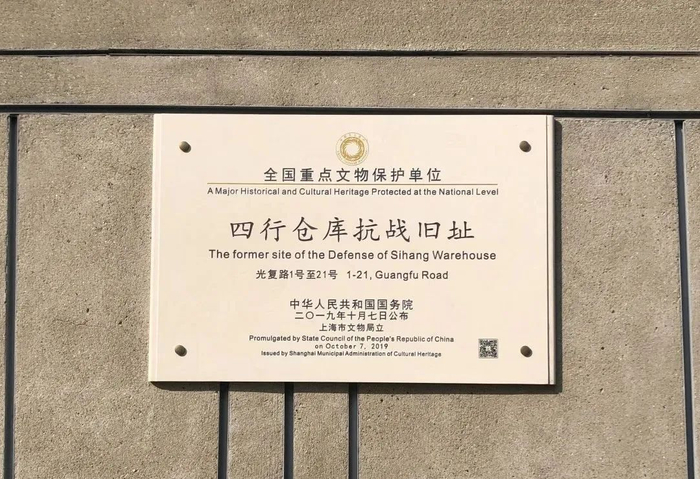 全国重点文物保护单位
A Major Historical and Cultural Heritage Protected at the National Level
四行仓库抗战旧址
The former site of the Defense of Sihang Warehouse
光复路1号至21号 1-21, Guangfu Road
中华人民共和国国务院
二〇一九年十月七日公布
上海市文物局立
Promulgated by State Council of the People's Republic of China
on October 7, 2019
Issued by Shanghai Municipal Administration of Cultural Heritage